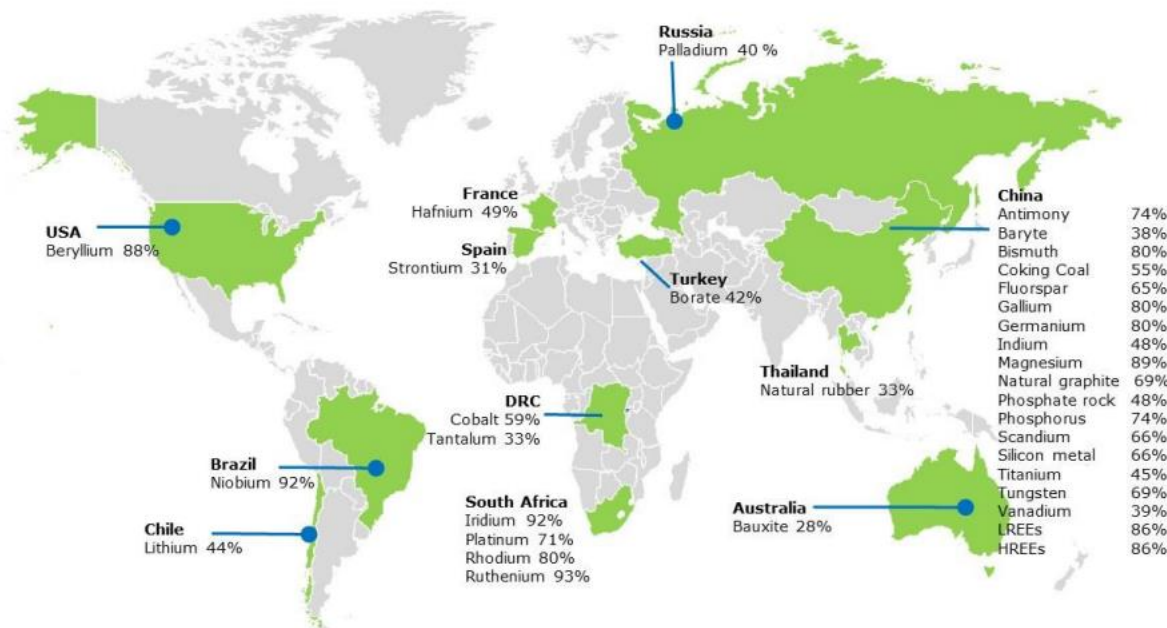 Russia
Palladium 40 %
France
Hafnium 49%
Spain
Strontium 31%
USA
Beryllium 88%
Turkey
Borate 42%
China
Antimony 74%
Baryte 38%
Bismuth 80%
Coking Coal 55%
Fluorspar 65%
Gallium 80%
Germanium 80%
Indium 48%
Magnesium 89%
Natural graphite 69%
Phosphate rock 48%
Phosphorus 74%
Scandium 66%
Silicon metal 66%
Titanium 45%
Tungsten 69%
Vanadium 39%
LREEs 86%
HREEs 86%
Thailand
Natural rubber 33%
DRC
Cobalt 59%
Tantalum 33%
Brazil
Niobium 92%
South Africa
Iridium 92%
Platinum 71%
Rhodium 80%
Ruthenium 93%
Australia
Bauxite 28%
Chile
Lithium 44%